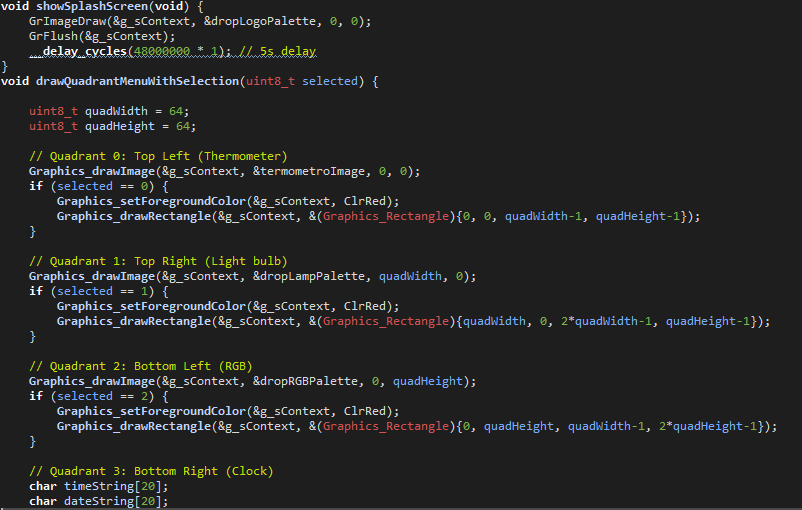 void showSplashScreen(void) {
    GrImageDraw(&g_sContext, &dropLogoPalette, 0, 0);
    GrFlush(&g_sContext);
    __delay_cycles(48000000 * 1); // 5s delay
}
void drawQuadrantMenuWithSelection(uint8_t selected) {
    uint8_t quadWidth = 64;
    uint8_t quadHeight = 64;
    // Quadrant 0: Top Left (Thermometer)
    Graphics_drawImage(&g_sContext, &termometroImage, 0, 0);
    if (selected == 0) {
        Graphics_setForegroundColor(&g_sContext, ClrRed);
        Graphics_drawRectangle(&g_sContext, &(Graphics_Rectangle){0, 0, quadWidth-1, quadHeight-1});
    }
    // Quadrant 1: Top Right (Light bulb)
    Graphics_drawImage(&g_sContext, &dropLampPalette, quadWidth, 0);
    if (selected == 1) {
        Graphics_setForegroundColor(&g_sContext, ClrRed);
        Graphics_drawRectangle(&g_sContext, &(Graphics_Rectangle){quadWidth, 0, 2*quadWidth-1, quadHeight-1});
    }
    // Quadrant 2: Bottom Left (RGB)
    Graphics_drawImage(&g_sContext, &dropRGBPalette, 0, quadHeight);
    if (selected == 2) {
        Graphics_setForegroundColor(&g_sContext, ClrRed);
        Graphics_drawRectangle(&g_sContext, &(Graphics_Rectangle){0, quadHeight, quadWidth-1, 2*quadHeight-1});
    }
    // Quadrant 3: Bottom Right (Clock)
    char timeString[20];
    char dateString[20];